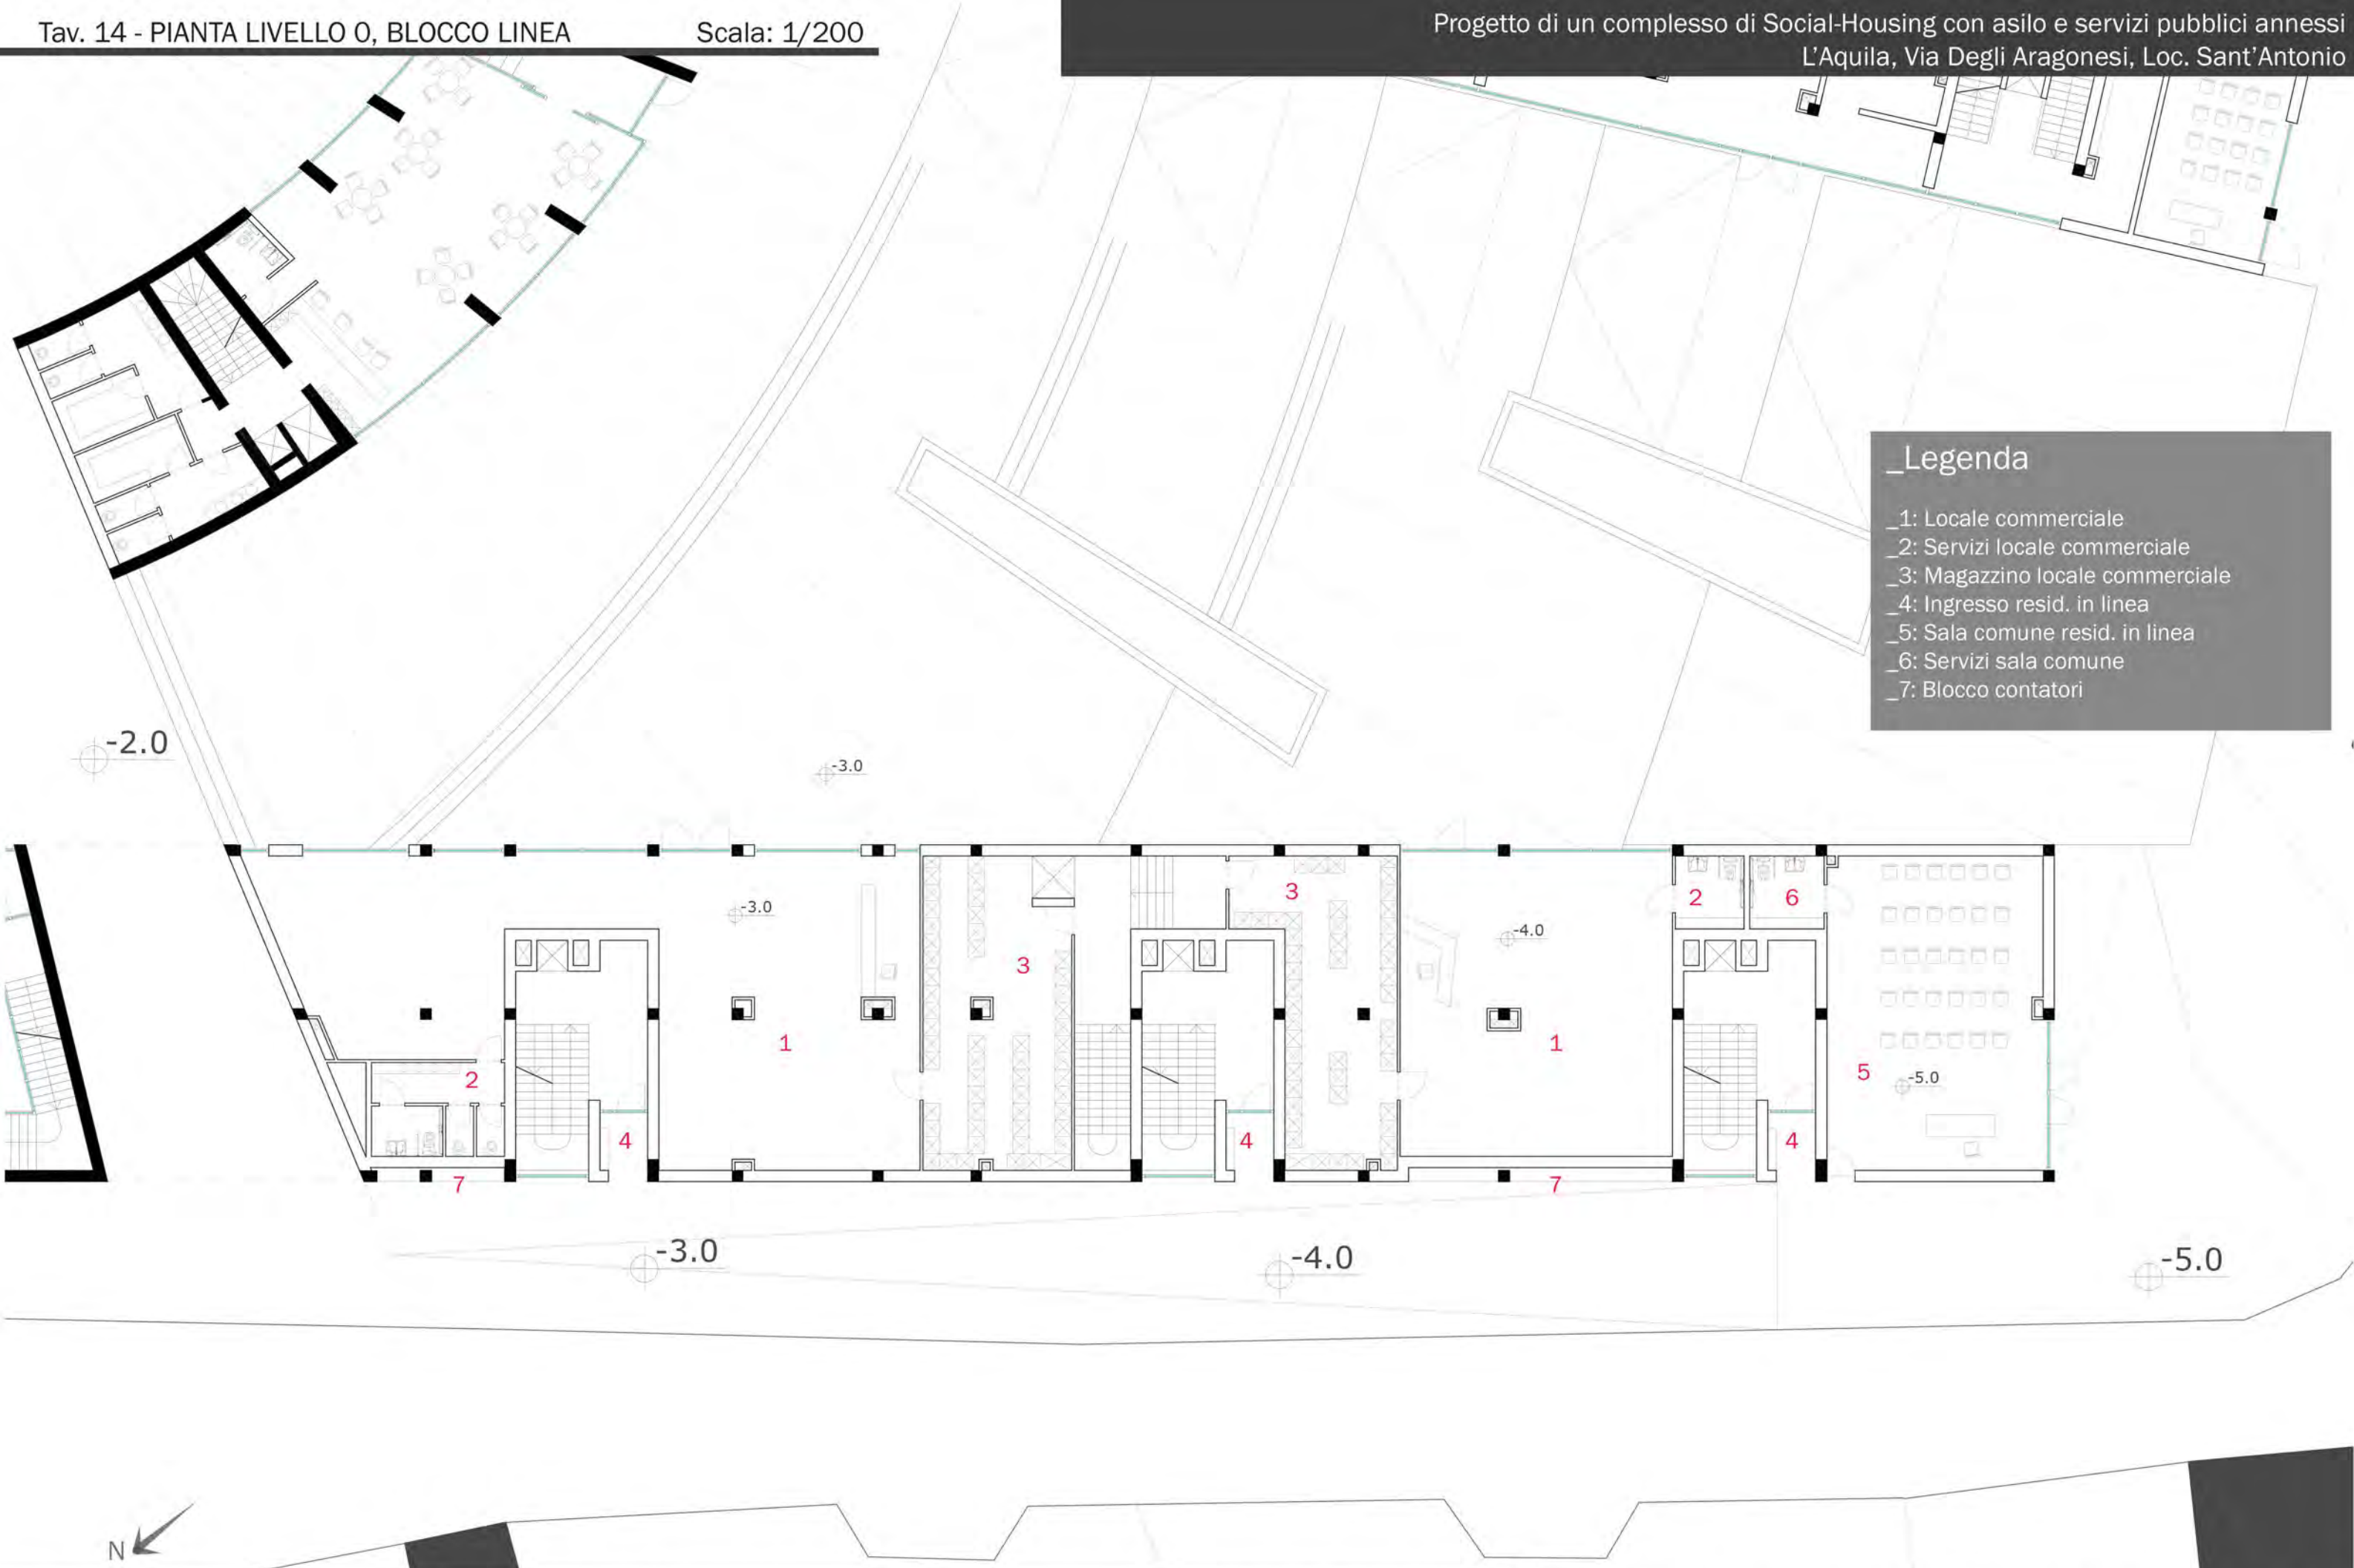 Tav. 14 - PIANTA LIVELLO 0, BLOCCO LINEA Scala: 1/200
Progetto di un complesso di Social-Housing con asilo e servizi pubblici annessi
L'Aquila, Via Degli Aragonesi, Loc. Sant'Antonio
_Legenda
_1: Locale commerciale
_2: Servizi locale commerciale
_3: Magazzino locale commerciale
_4: Ingresso resid. in linea
_5: Sala comune resid. in linea
_6: Servizi sala comune
_7: Blocco contatori
-2.0
-3.0
3
2
6
-3.0
-4.0
3
1
1
5
-5.0
2
4
4
4
7
7
-3.0
-4.0
-5.0
N